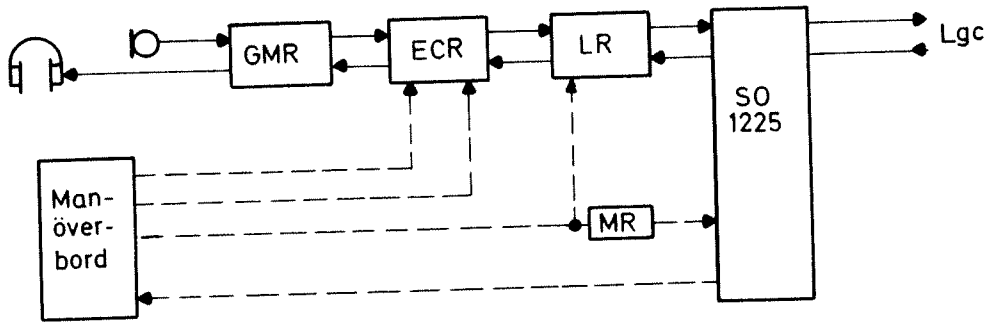 GMR
ECR
LR
SO
1225
Lgc
Man-
över-
bord
MR